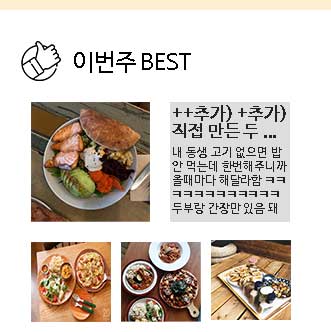 이번주 BEST
++추가) +추가)
직접 만든 두 ...
내 동생 고기 없으면 밥
안 먹는데 한번해주니까
올때마다 해달라함 ㅋㅋ
ㅋㅋㅋㅋㅋㅋㅋㅋㅋㅋ
두부랑 간장만 있음 돼